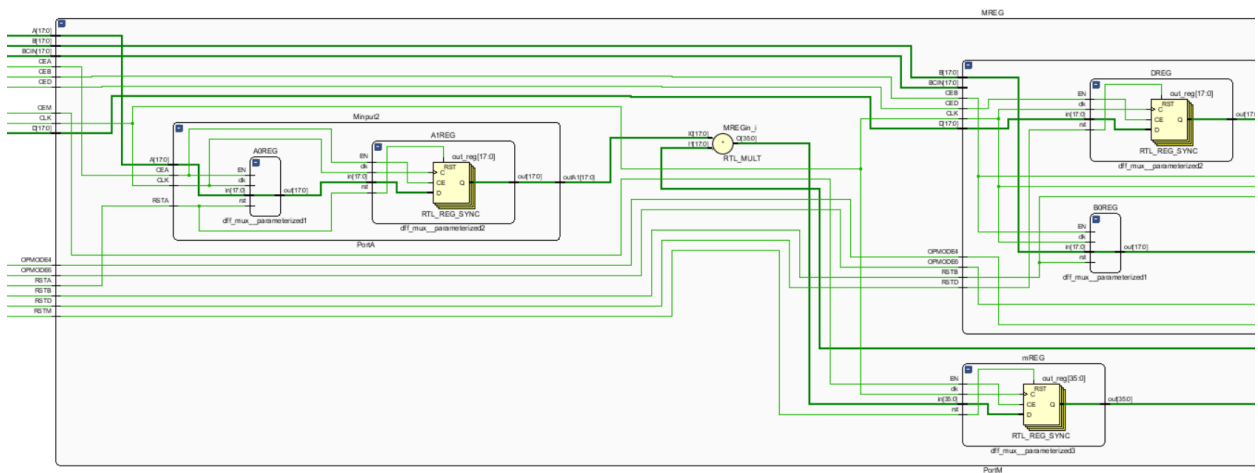 MREG
A[17:0]
B[17:0]
BCIN[17:0]
CEA
CEB
CED
CEM
CLK
D[17:0]
OPMODE4
OPMODE6
RSTA
RSTB
RSTD
RSTM
Minput2
A[17:0]
CEA
CLK
RSTA
A0REG
EN
clk
in[17:0]
rst
out[17:0]
dff_mux__parameterized1
A1REG
EN
clk
in[17:0]
rst
out_reg[17:0]
RST
C
CE
D
Q
RTL_REG_SYNC
dff_mux__parameterized2
out[17:0]
outA1[17:0]
PortA
MREGin_i
I0[17:0]
I1[17:0]
O[35:0]
RTL_MULT
B[17:0]
BCIN[17:0]
CEB
CED
CLK
D[17:0]
OPMODE4
OPMODE6
RSTB
RSTD
DREG
EN
clk
in[17:0]
rst
out_reg[17:0]
RST
C
CE
D
Q
RTL_REG_SYNC
dff_mux__parameterized2
B0REG
EN
clk
in[17:0]
rst
out[17:0]
dff_mux__parameterized1
mREG
EN
clk
in[35:0]
rst
out_reg[35:0]
RST
C
CE
D
Q
RTL_REG_SYNC
dff_mux__parameterized3
out[35:0]
PortM